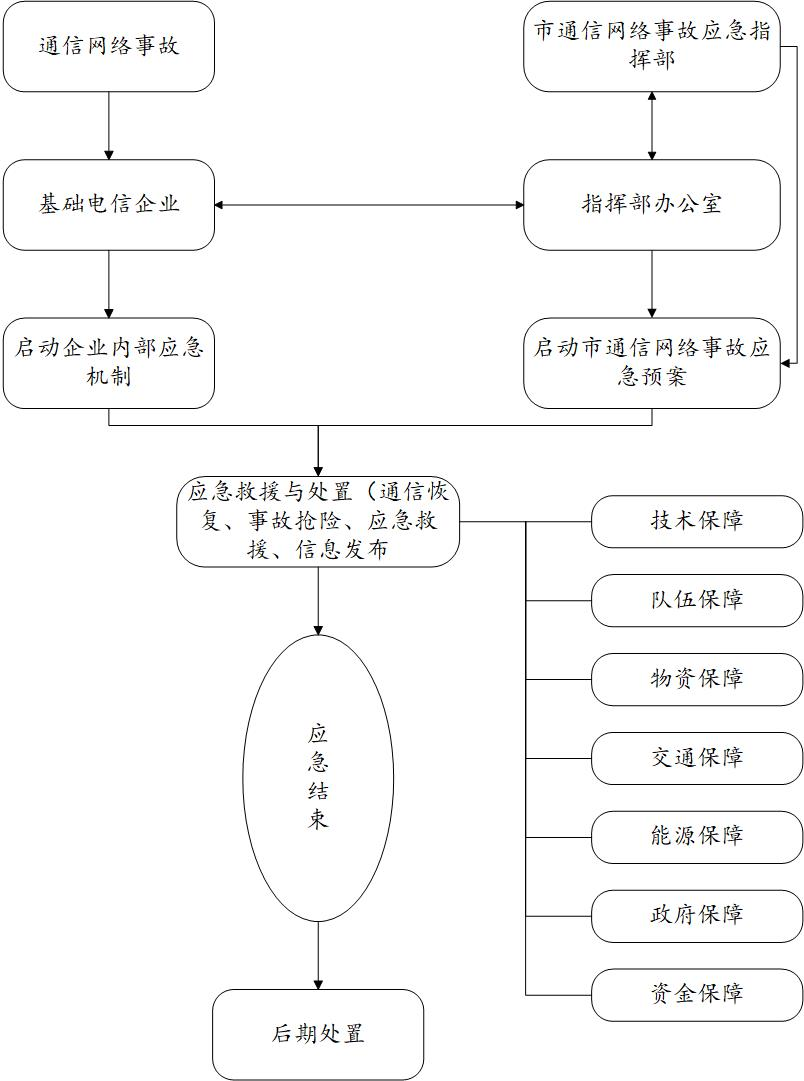 通信网络事故
市通信网络事故应急指
挥部
基础电信企业
指挥部办公室
启动企业内部应急
机制
启动市通信网络事故应
急预案
应急救援与处置（通信恢
复、事故抢险、应急救
援、信息发布
技术保障
队伍保障
物资保障
交通保障
能源保障
政府保障
资金保障
应
急
结
束
后期处置